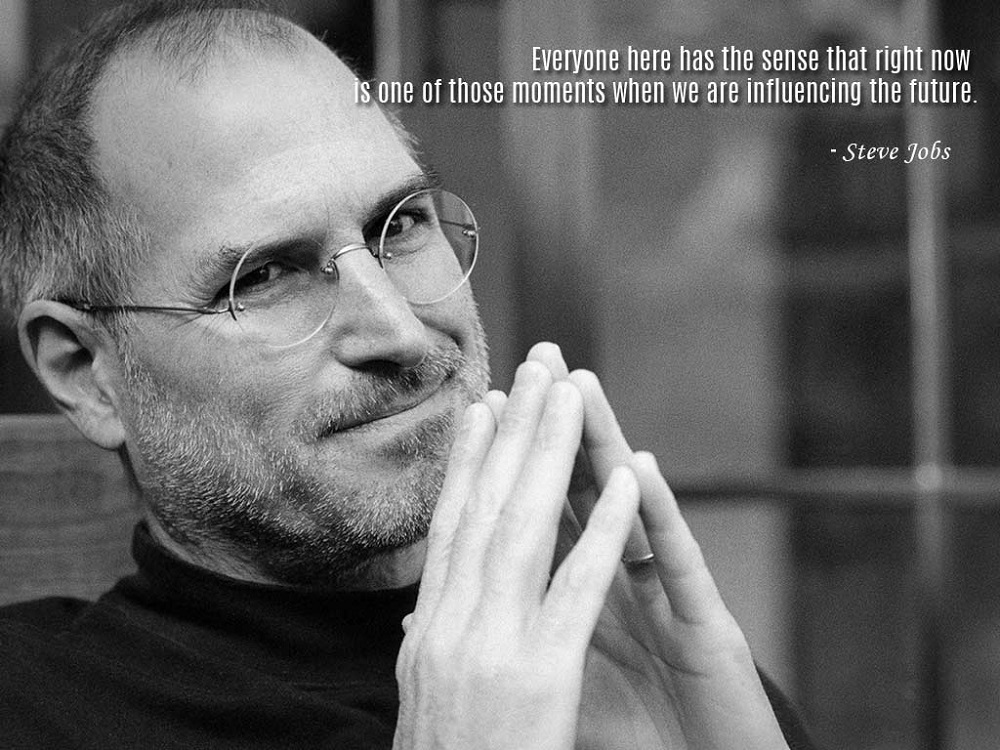 Everyone here has the sense that right now
is one of those moments when we are influencing the future.
- Steve Jobs